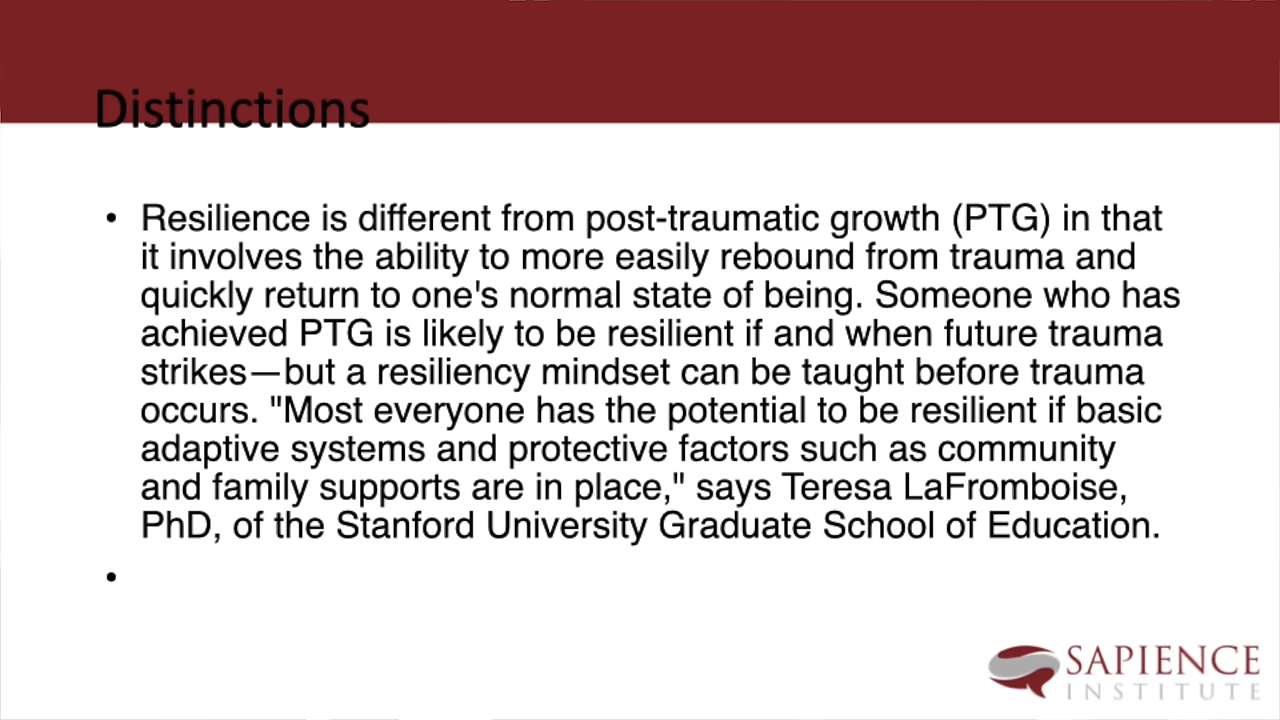 Distinctions
• Resilience is different from post-traumatic growth (PTG) in that
it involves the ability to more easily rebound from trauma and
quickly return to one's normal state of being. Someone who has
achieved PTG is likely to be resilient if and when future trauma
strikes—but a resiliency mindset can be taught before trauma
occurs. "Most everyone has the potential to be resilient if basic
adaptive systems and protective factors such as community
and family supports are in place," says Teresa LaFromboise,
PhD, of the Stanford University Graduate School of Education.
•
SAPIENCE
INSTITUTE